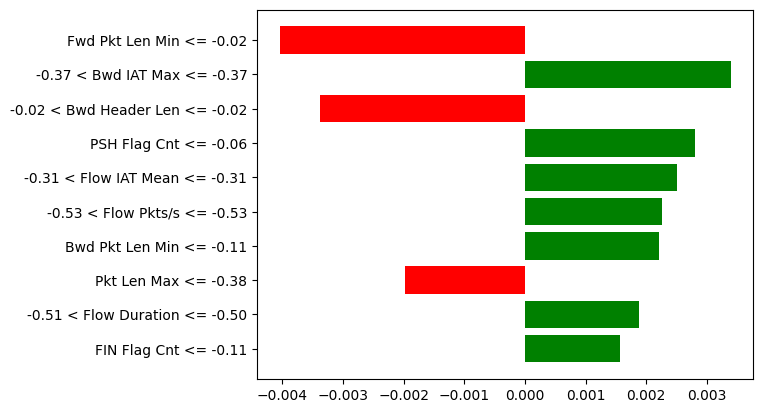 Fwd Pkt Len Min <= -0.02
-0.37 < Bwd IAT Max <= -0.37
-0.02 < Bwd Header Len <= -0.02
PSH Flag Cnt <= -0.06
-0.31 < Flow IAT Mean <= -0.31
-0.53 < Flow Pkts/s <= -0.53
Bwd Pkt Len Min <= -0.11
Pkt Len Max <= -0.38
-0.51 < Flow Duration <= -0.50
FIN Flag Cnt <= -0.11
−0.004 −0.003 −0.002 −0.001 0.000 0.001 0.002 0.003